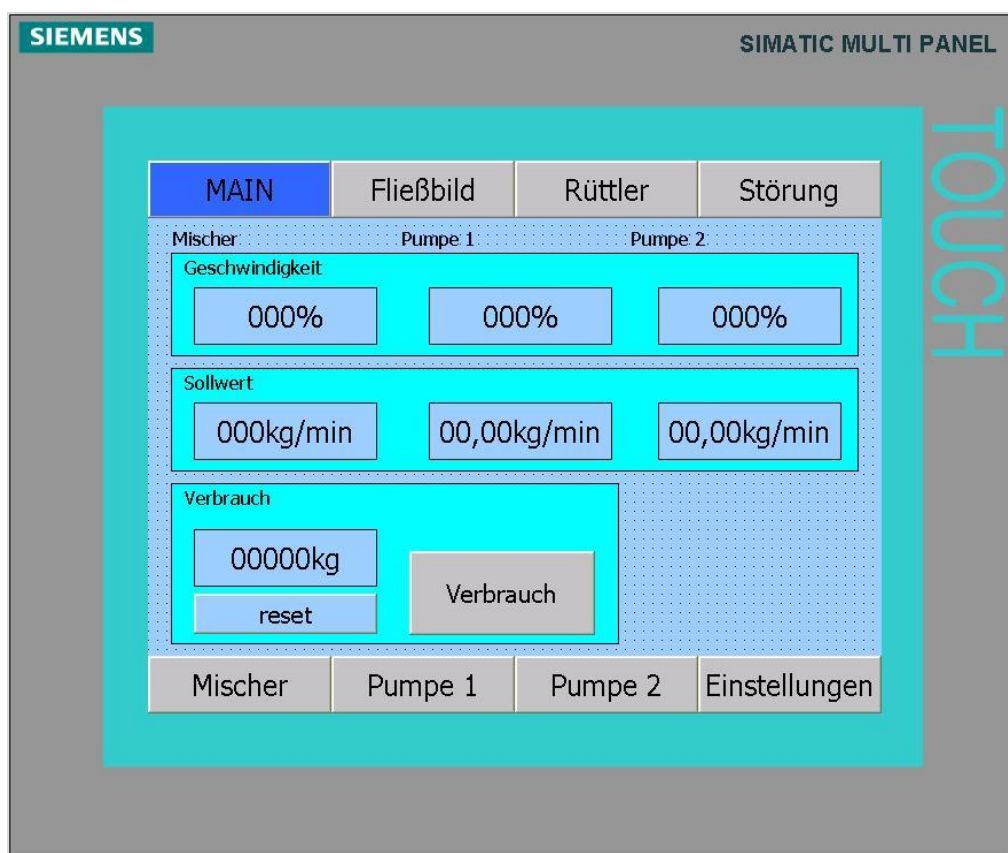 SIEMENS
SIMATIC MULTI PANEL
TOUCH
MAIN Fließbild Rüttler Störung
Mischer Pumpe 1 Pumpe 2
Geschwindigkeit
000% 000% 000%
Sollwert
000kg/min 00,00kg/min 00,00kg/min
Verbrauch
00000kg
Verbrauch
reset
Mischer Pumpe 1 Pumpe 2 Einstellungen